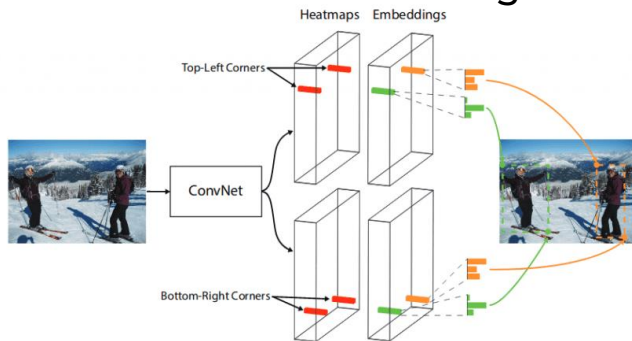 Heatmaps Embeddings
Top-Left Corners
ConvNet
Bottom-Right Corners